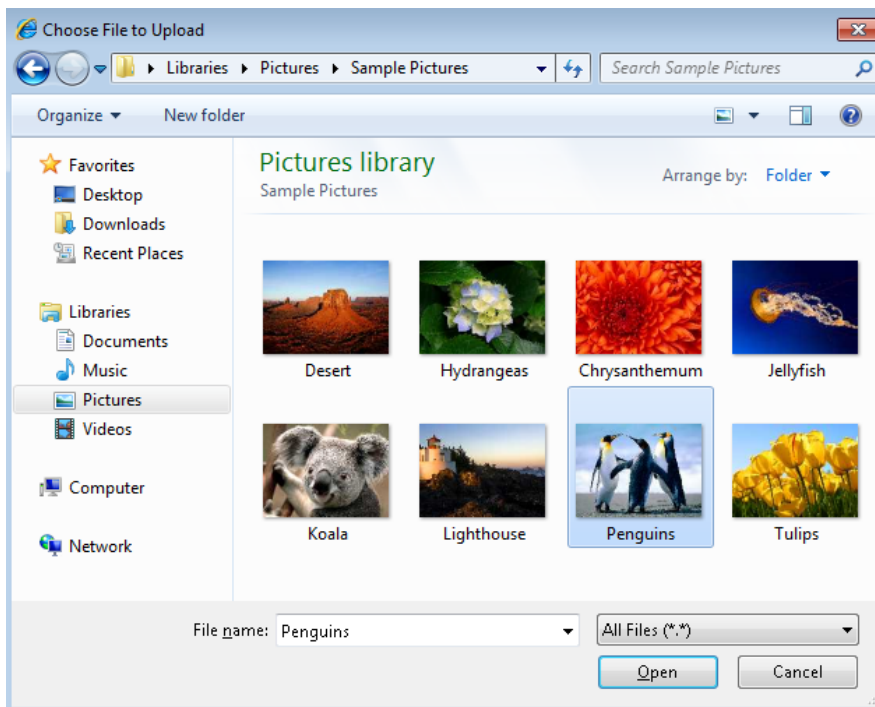 Choose File to Upload
Libraries Pictures Sample Pictures
Search Sample Pictures
Organize New folder
Favorites
Desktop
Downloads
Recent Places
Libraries
Documents
Music
Pictures
Videos
Computer
Network
Pictures library
Sample Pictures
Arrange by: Folder
Desert Hydrangeas Chrysanthemum Jellyfish
Koala Lighthouse Penguins Tulips
File name: Penguins All Files (*.*)
Open Cancel